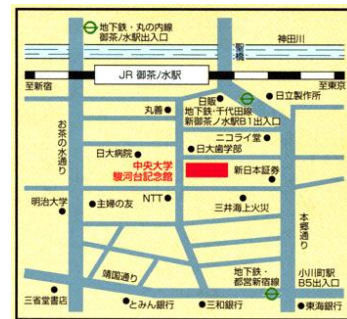 地下鉄・丸の内線
御茶ノ水駅出入口
神田川
聖橋
JR 御茶ノ水駅
至新宿
至東京
日販
日立製作所
丸善
地下鉄・千代田線
新御茶ノ水駅B1出入口
お茶の水通り
ニコライ堂
日大歯学部
日大病院
中央大学
駿河台記念館
新日本証券
NTT
三井海上火災
明治大学
主婦の友
本郷通り
靖国通り
地下鉄・
都営新宿線
小川町駅
B5出入口
三省堂書店
とみん銀行
三和銀行
東海銀行